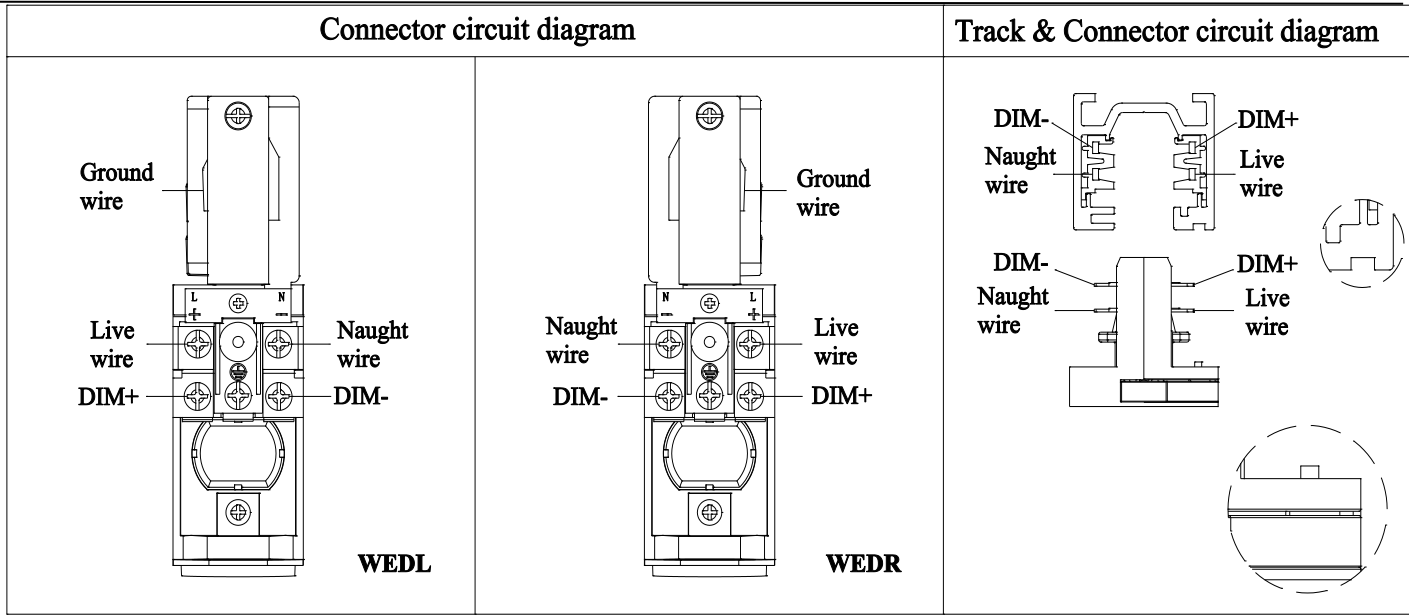 Connector circuit diagram
Track & Connector circuit diagram
Ground
wire
L
N
Live
wire
Naught
wire
DIM+
DIM-
WEDL
Ground
wire
N
L
Naught
wire
Live
wire
DIM-
DIM+
WEDR
DIM-
DIM+
Naught
wire
Live
wire
DIM-
DIM+
Naught
wire
Live
wire